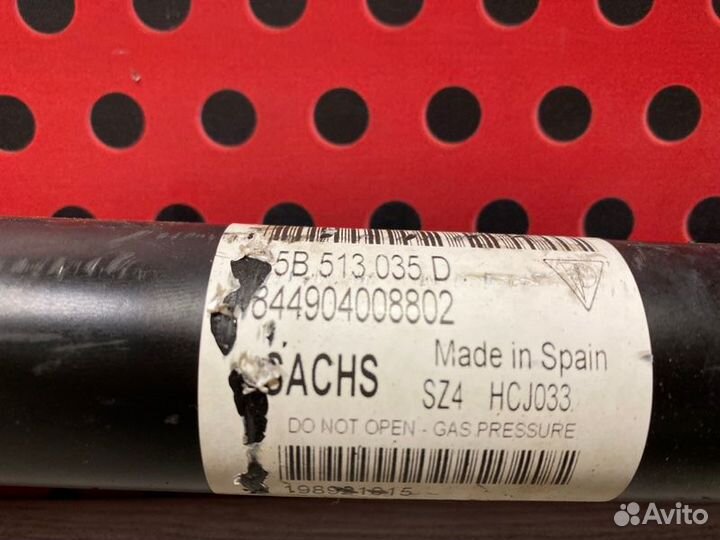 5B.513.035.D
844904008802
SACHS
Made in Spain
SZ4 HCJ033
DO NOT OPEN - GAS PRESSURE
Avito